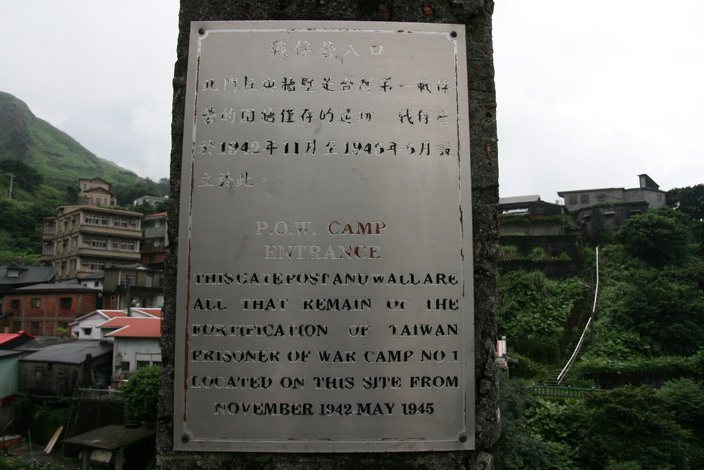 戰俘營入口
此門柱與牆壁是台灣第一戰俘
營的圍牆僅存的遺跡 戰俘營
於1942年11月至1945年5月設
立於此。
P.O.W. CAMP
ENTRANCE
THIS GATE POST AND WALL ARE
ALL THAT REMAIN OF THE
FORTIFICATION OF TAIWAN
PRISONER OF WAR CAMP NO.1
LOCATED ON THIS SITE FROM
NOVEMBER 1942 MAY 1945